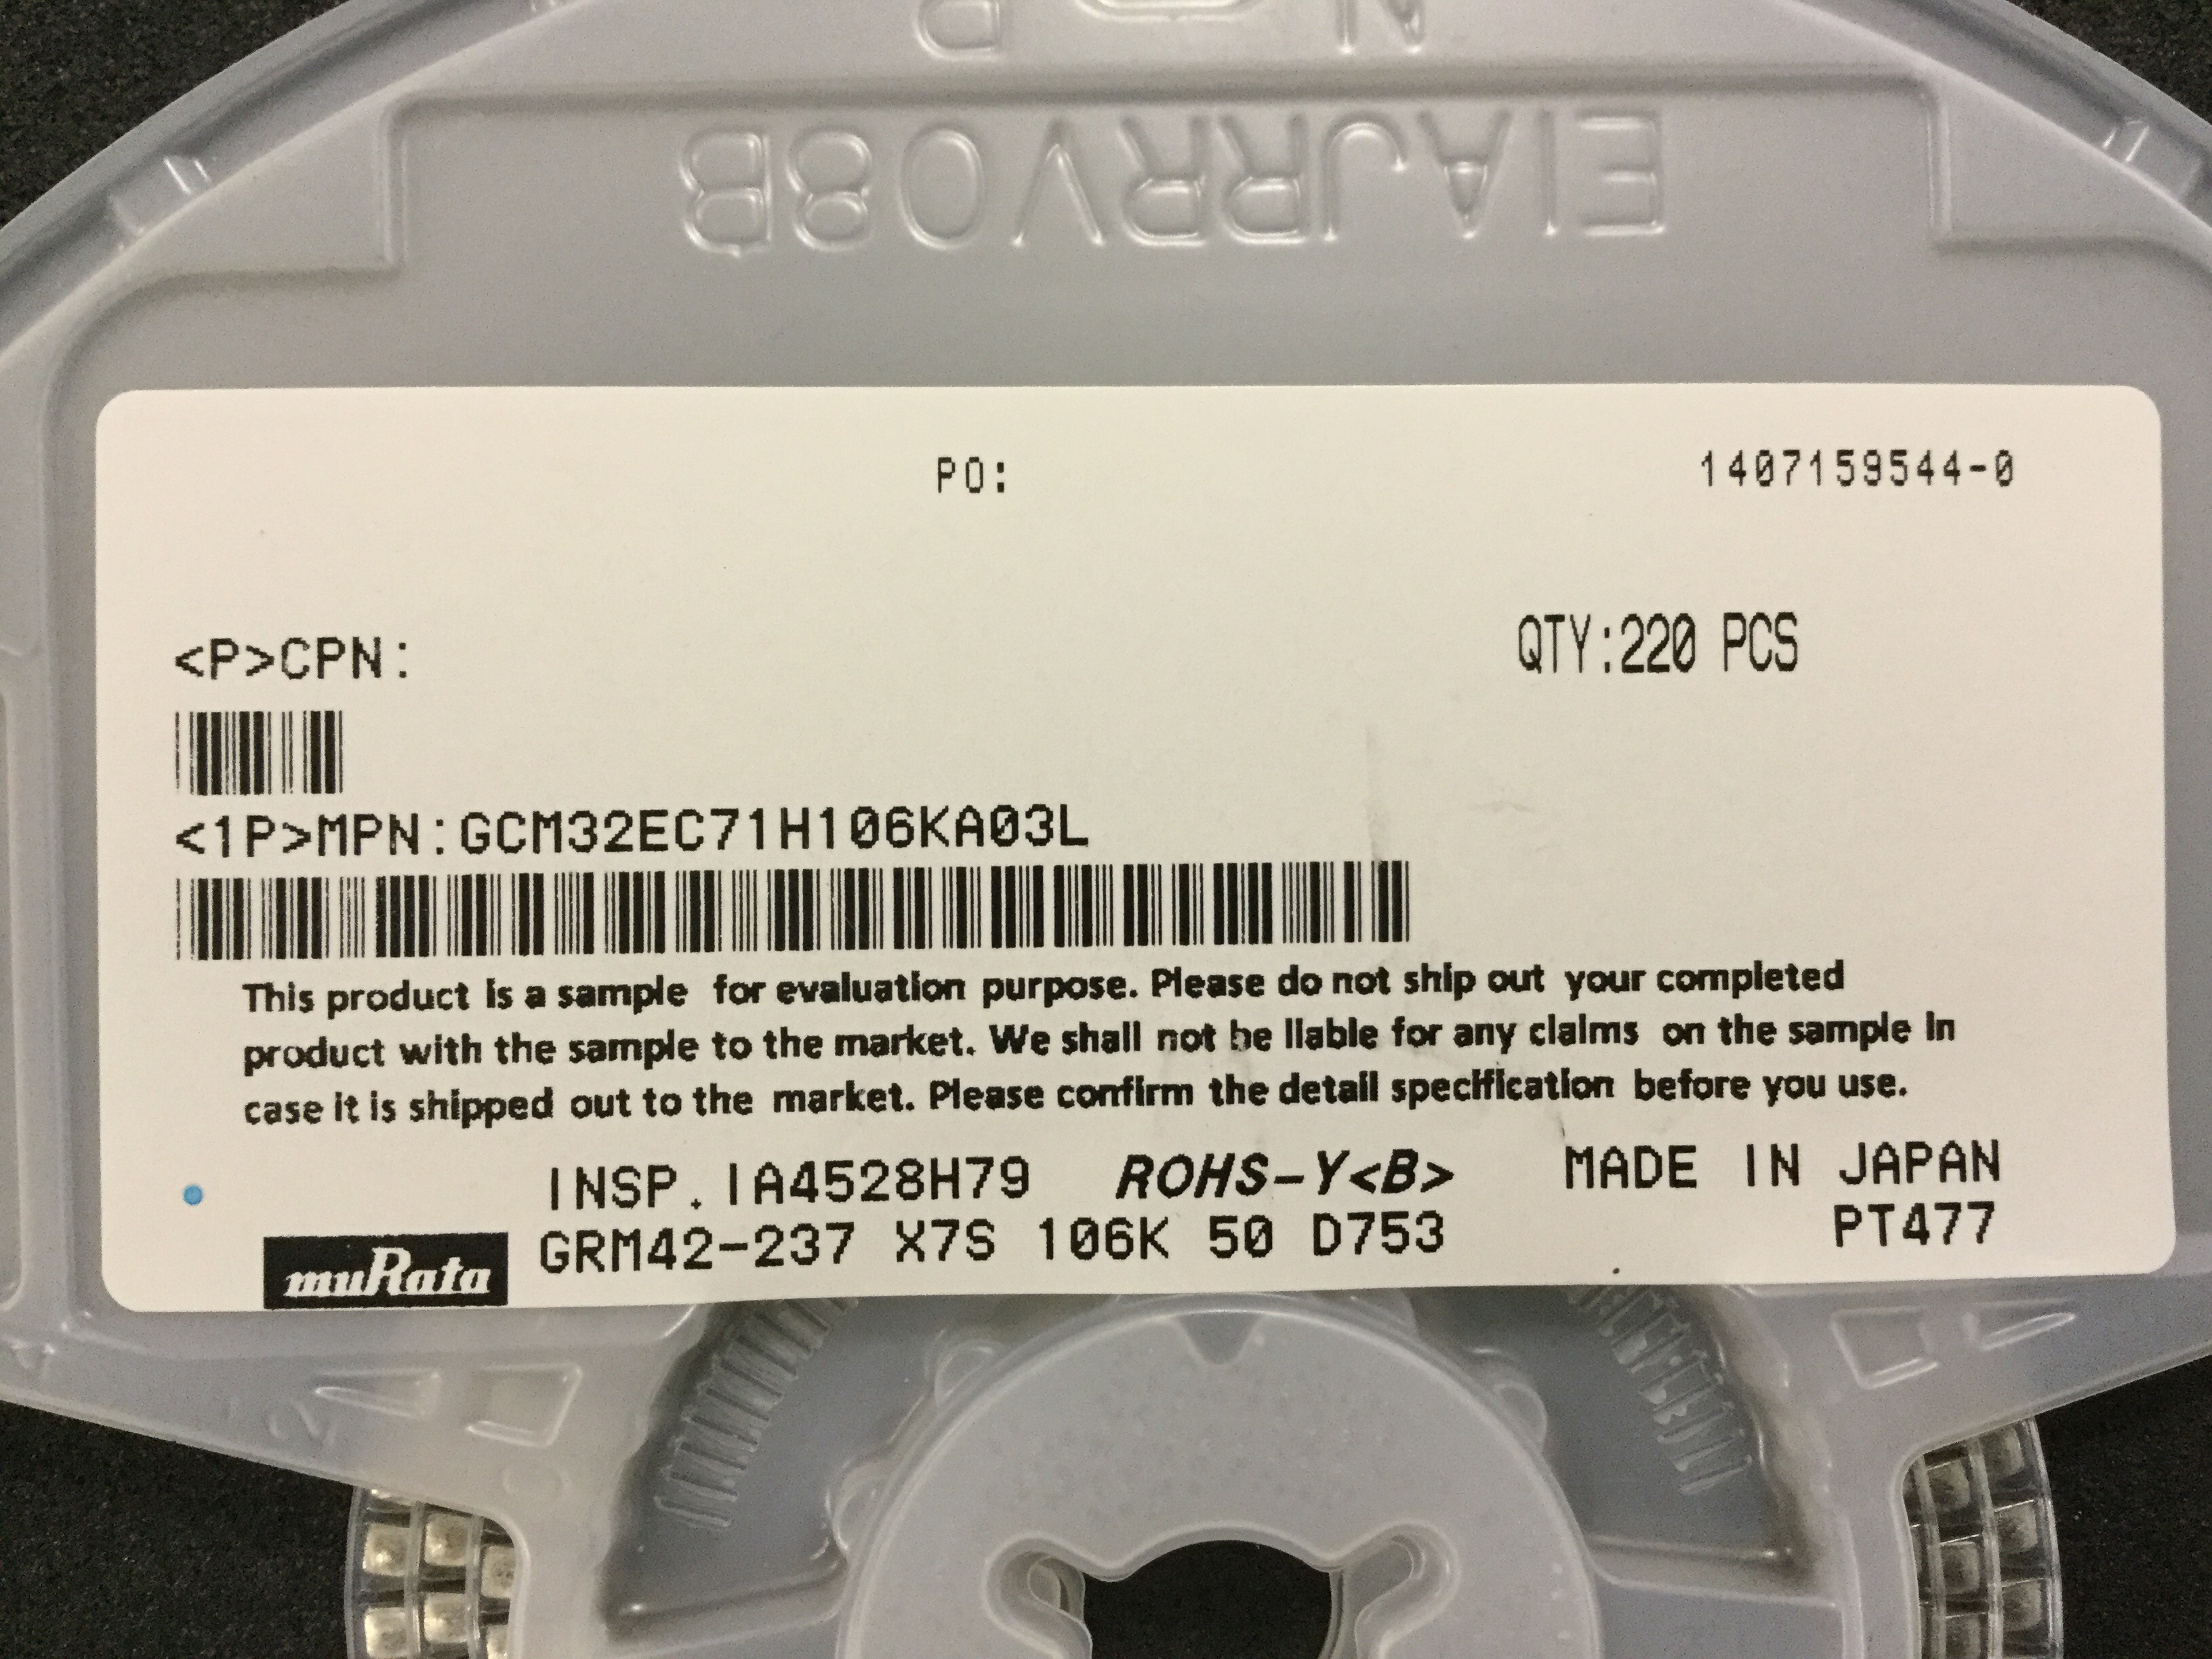 EIAJRRV08B
PO:
1407159544-0
<P>CPN:
QTY:220 PCS
<1P>MPN:GCM32EC71H106KA03L
This product is a sample for evaluation purpose. Please do not ship out your completed
product with the sample to the market. We shall not be liable for any claims on the sample in
case it is shipped out to the market. Please confirm the detail specification before you use.
INSP.IA4528H79 ROHS-Y<B> MADE IN JAPAN
muRata GRM42-237 X7S 106K 50 D753 PT477